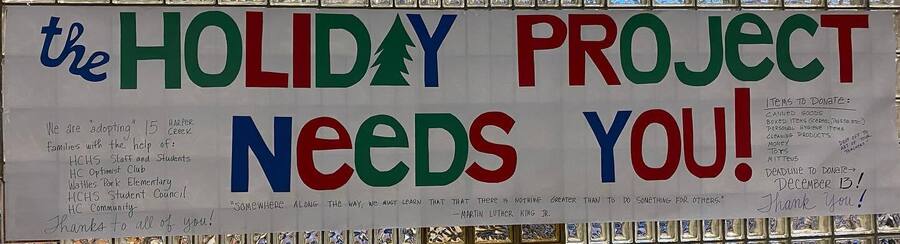 the HOLIDAY PROJecT
NeeDS YOU!
We are "adopting" 15 HARPER CREEK
families with the help of:
HCHS Staff and Students
HC Optimist Club
Wattles Park Elementary
HCHS Student Council
HC Community
Thanks to all of you!
"SOMEWHERE ALONG THE WAY, WE MUST LEARN THAT THERE IS NOTHING GREATER THAN TO DO SOMETHING FOR OTHERS."
—MARTIN LUTHER KING JR.
ITEMS TO DONATE:
CANNED GOODS
BOXED ITEMS
PERSONAL HYGIENE ITEMS
CLEANING PRODUCTS
MONEY
TOYS
MITTENS
DEADLINE TO DONATE→
DECEMBER 13!
Thank You!